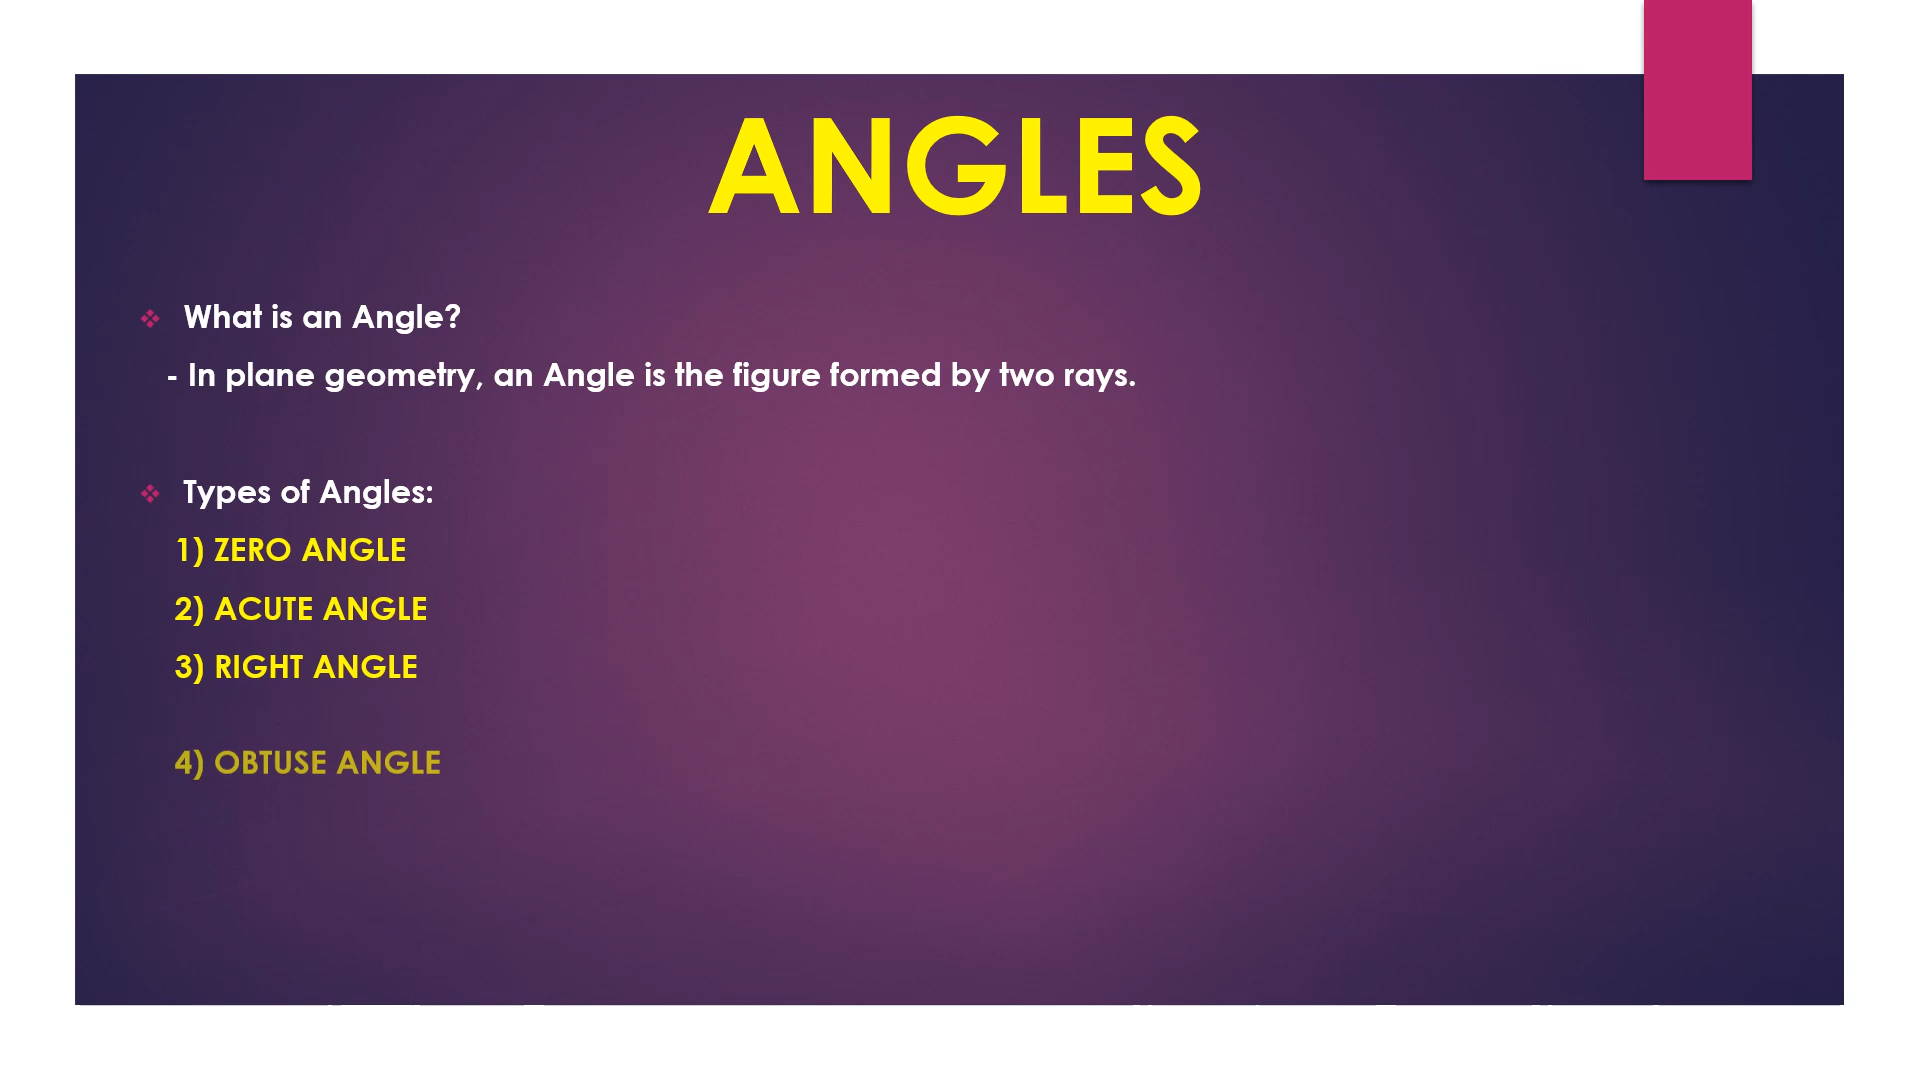 ANGLES
What is an Angle?
- In plane geometry, an Angle is the figure formed by two rays.
Types of Angles:
1) ZERO ANGLE
2) ACUTE ANGLE
3) RIGHT ANGLE
4) OBTUSE ANGLE